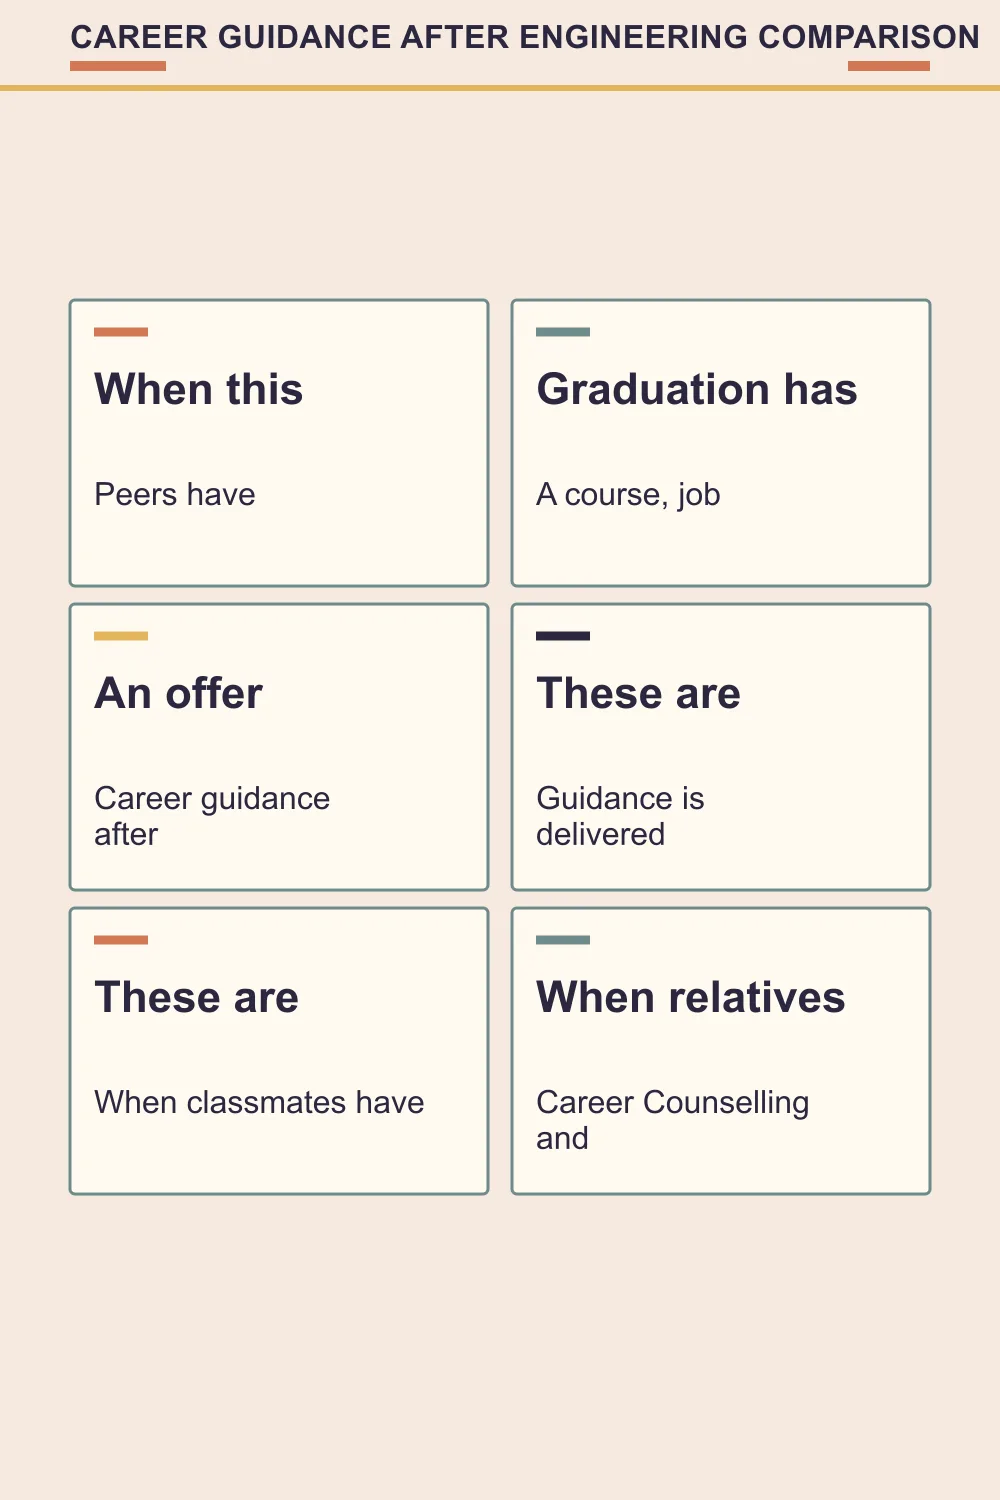 CAREER GUIDANCE AFTER ENGINEERING COMPARISON
When this
Peers have
Graduation has
A course, job
An offer
Career guidance
after
These are
Guidance is
delivered
These are
When classmates have
When relatives
Career Counselling
and